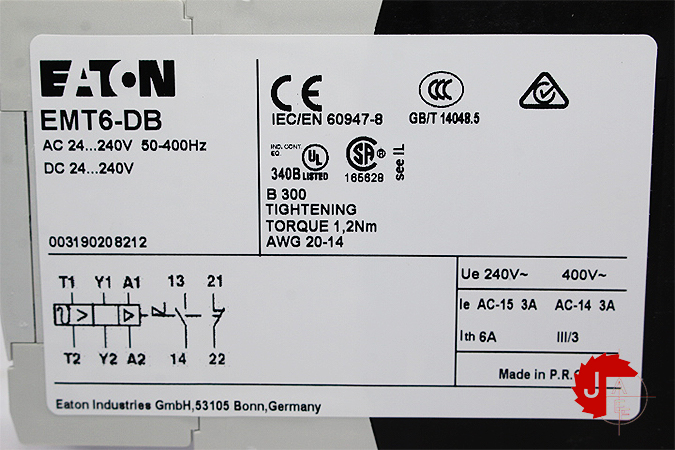 EATON
EMT6-DB
AC 24...240V 50-400Hz
DC 24...240V
003190208212
CE
IEC/EN 60947-8
CCC
GB/T 14048.5
IND. CONT. EQ.
340B UL LISTED
SA®
165628
see IL
B 300
TIGHTENING
TORQUE 1,2Nm
AWG 20-14
T1 Y1 A1 13 21
T2 Y2 A2 14 22
Ue 240V~ 400V~
Ie AC-15 3A AC-14 3A
Ith 6A III/3
Made in P.R.
Eaton Industries GmbH,53105 Bonn,Germany
J